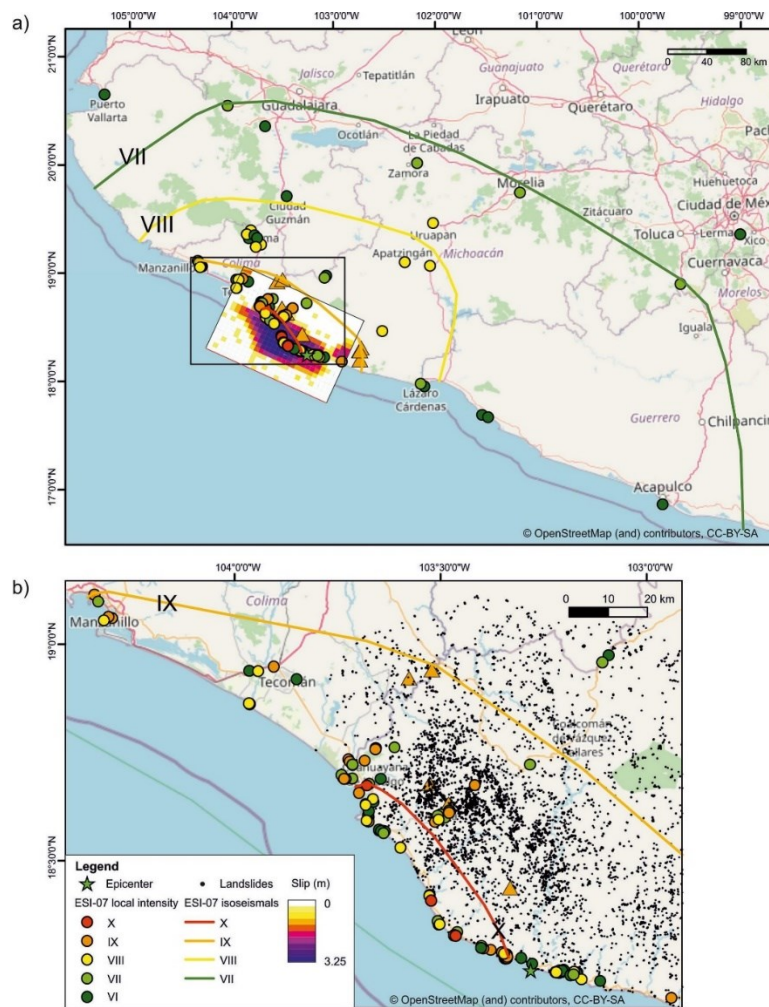 a)
105°0'0"W
104°0'0"W
103°0'0"W
102°0'0"W
101°0'0"W
100°0'0"W
99°0'0"W
21°0'0"N
20°0'0"N
19°0'0"N
18°0'0"N
17°0'0"N
0 40 80 km
León
Jalisco
Tepatitlán
Guanajuato
Querétaro
Irapuato
Querétaro
Hidalgo
Puerto
Vallarta
Guadalajara
Ocotlán
La Piedad
de Cabadas
Zamora
Morelia
Huehuetoca
Ciudad de Méx
Zitácuaro
Toluca
Lerma
Xico
Cuernavaca
Morelos
VII
VIII
Ciudad
Guzmán
Uruapan
Apatzingán
Michoacán
Manzanillo
Colima
Iguala
Lázaro
Cárdenas
Guerrero
Chilpancin
Acapulco
© OpenStreetMap (and) contributors, CC-BY-SA
b)
104°0'0"W
103°30'0"W
103°0'0"W
19°0'0"N
18°30'0"N
0 10 20 km
IX
Colima
Manzanillo
Tecomán
de Vázquez
X
Legend
Epicenter
Landslides
Slip (m)
ESI-07 local intensity
ESI-07 isoseismals
0
3.25
X
IX
VIII
VII
VI
X
IX
VIII
VII
© OpenStreetMap (and) contributors, CC-BY-SA